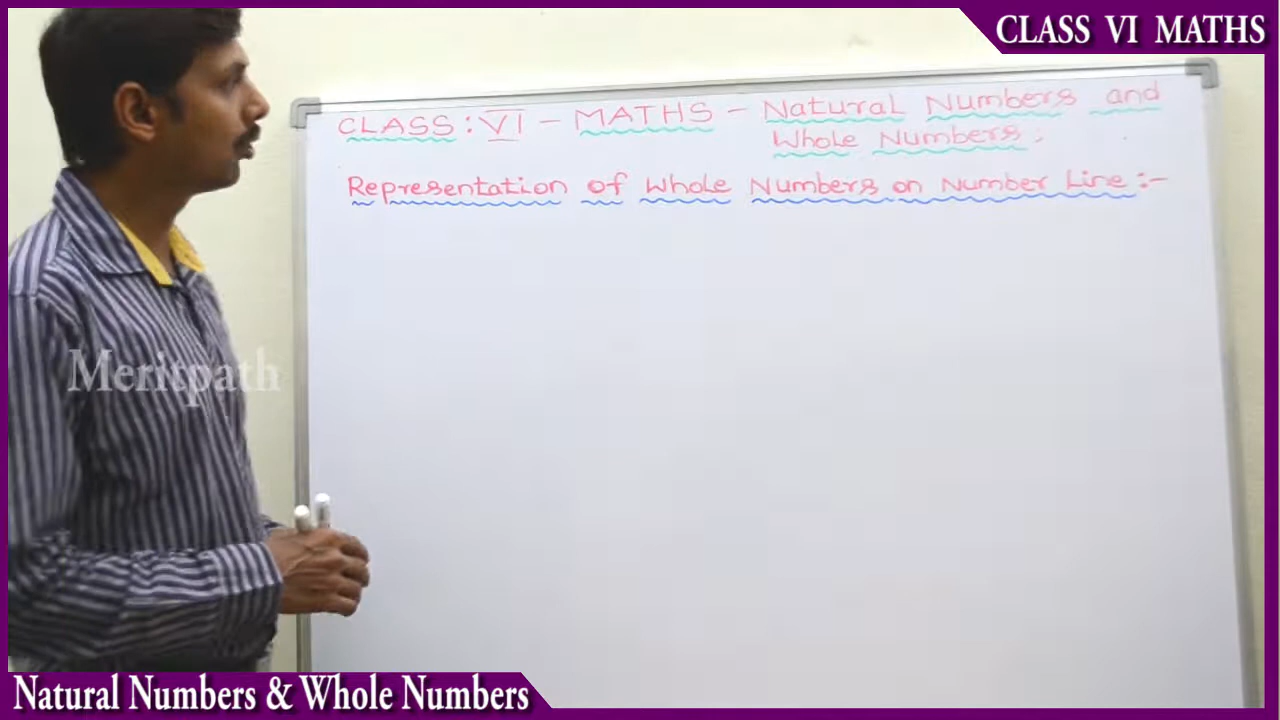 CLASS VI MATHS
CLASS : VI - MATHS - Natural Numbers and
Whole Numbers :
Representation of Whole Numbers on Number Line :-
Meritpath
Natural Numbers & Whole Numbers